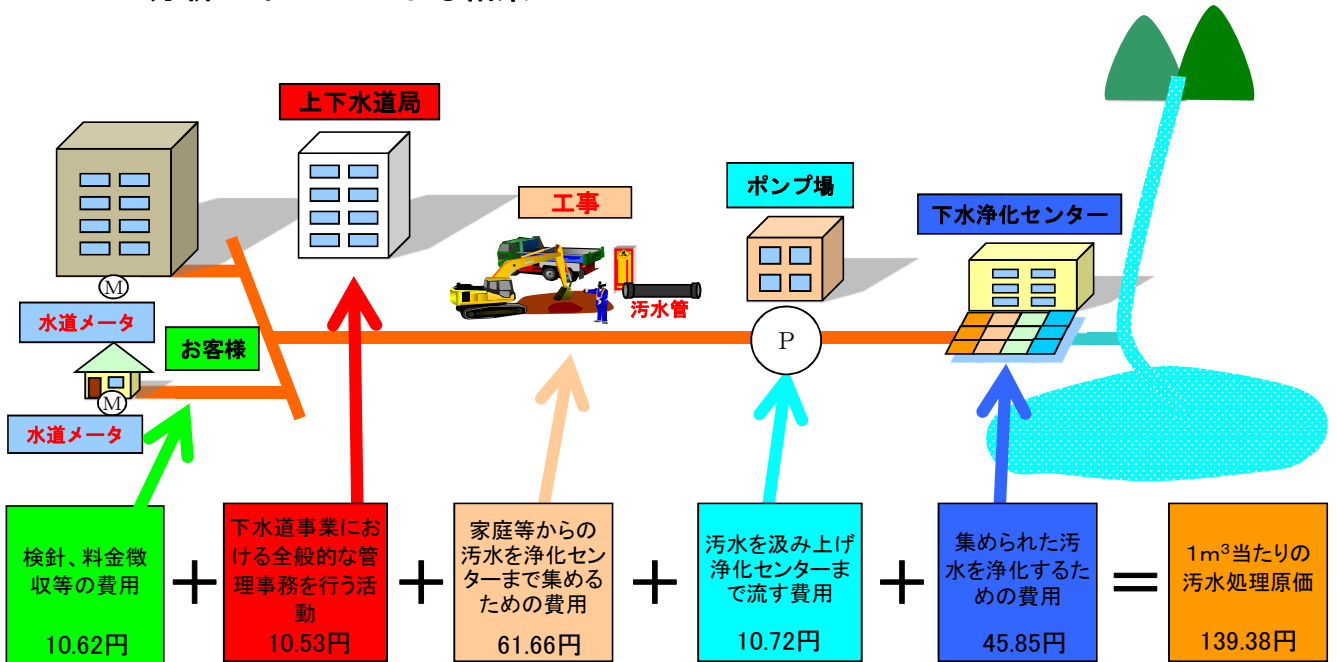 上下水道局
工事
ポンプ場
下水浄化センター
M
水道メータ
お客様
汚水管
P
M
水道メータ
検針、料金徴
収等の費用
10.62円
＋
下水道事業にお
ける全般的な管
理事務を行う活
動
10.53円
＋
家庭等からの
汚水を浄化セン
ターまで集める
ための費用
61.66円
＋
汚水を汲み上げ
浄化センターま
で流す費用
10.72円
＋
集められた汚
水を浄化するた
めの費用
45.85円
＝
1m³当たりの
汚水処理原価
139.38円